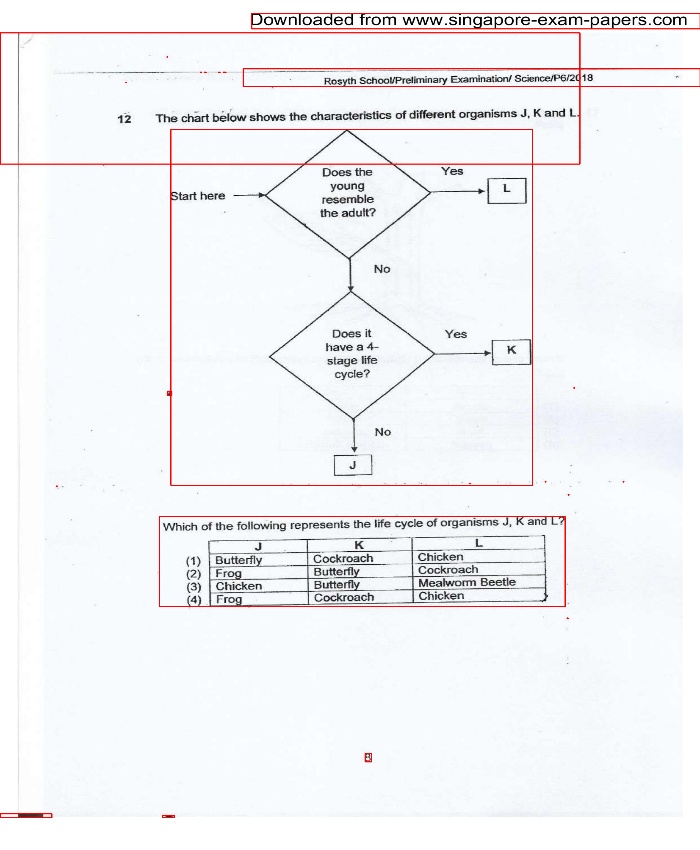 Downloaded from www.singapore-exam-papers.com
Rosyth School/Preliminary Examination/ Science/P6/2018
12 The chart below shows the characteristics of different organisms J, K and L.
Does the
young
resemble
the adult?
Yes
L
Start here
No
Does it
have a 4-
stage life
cycle?
Yes
K
No
J
Which of the following represents the life cycle of organisms J, K and L?
J K L
(1) Butterfly Cockroach Chicken
(2) Frog Butterfly Cockroach
(3) Chicken Butterfly Mealworm Beetle
(4) Frog Cockroach Chicken
8